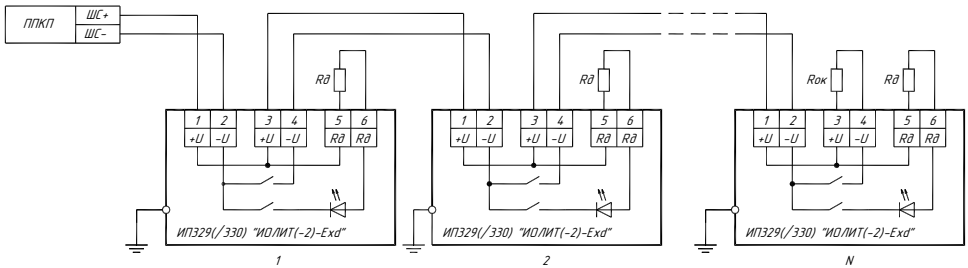 ППКП
ШС+
ШС-
Rд
Rд
Rок
Rд
1 2 3 4 5 6
+U -U +U -U Rд Rд
1 2 3 4 5 6
+U -U +U -U Rд Rд
1 2 3 4 5 6
+U -U +U -U Rд Rд
ИП329(/330) "ИОЛИТ(-2)-Exd"
ИП329(/330) "ИОЛИТ(-2)-Exd"
ИП329(/330) "ИОЛИТ(-2)-Exd"
1
2
N